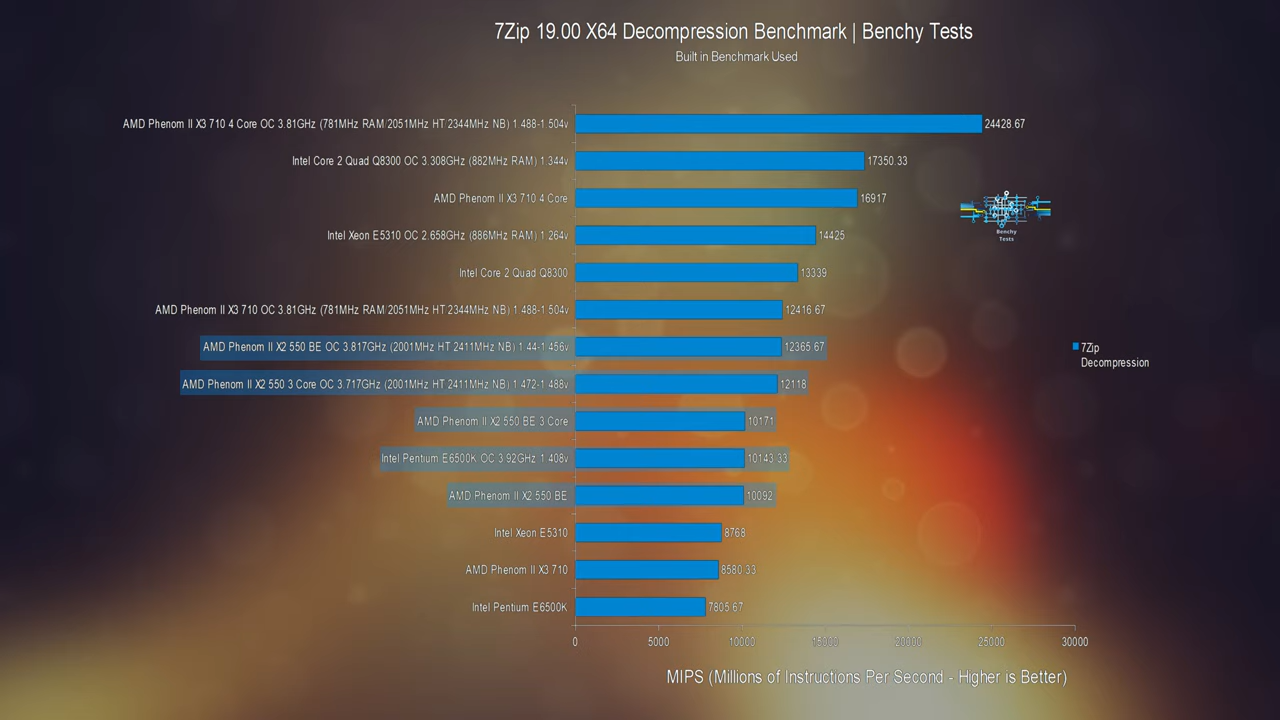 7Zip 19.00 X64 Decompression Benchmark | Benchy Tests
Built in Benchmark Used
AMD Phenom II X3 710 4 Core OC 3.81GHz (781MHz RAM/2051MHz HT 2344MHz NB) 1.488-1.504v 24428.67
Intel Core 2 Quad Q8300 OC 3.308GHz (882MHz RAM) 1.344v 17350.33
AMD Phenom II X3 710 4 Core 16917
Intel Xeon E5310 OC 2.658GHz (886MHz RAM) 1.264v 14425
Intel Core 2 Quad Q8300 13339
AMD Phenom II X3 710 OC 3.81GHz (781MHz RAM/2051MHz HT 2344MHz NB) 1.488-1.504v 12416.67
AMD Phenom II X2 550 BE OC 3.817GHz (2001MHz HT 2411MHz NB) 1.44-1.456v 12365.67
AMD Phenom II X2 550 3 Core OC 3.717GHz (2001MHz HT 2411MHz NB) 1.472-1.488v 12118
AMD Phenom II X2 550 BE 3 Core 10171
Intel Pentium E6500K OC 3.92GHz 1.408v 10143.33
AMD Phenom II X2 550 BE 10092
Intel Xeon E5310 8768
AMD Phenom II X3 710 8580.33
Intel Pentium E6500K 7805.67
0 5000 10000 15000 20000 25000 30000
MIPS (Millions of Instructions Per Second - Higher is Better)
7Zip
Decompression
Benchy
Tests